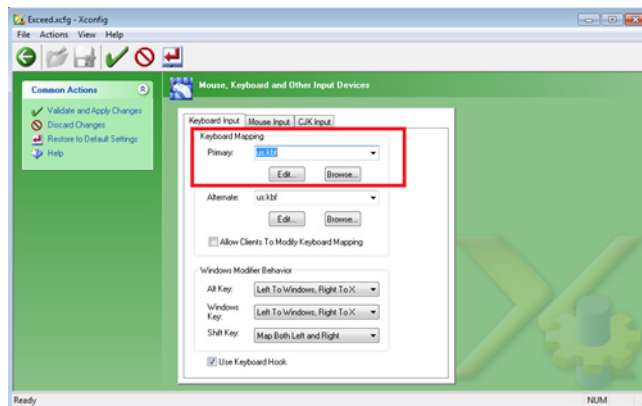 Exceed.xcfg - Xconfig
File Actions View Help
Common Actions
Validate and Apply Changes
Discard Changes
Restore to Default Settings
Help
Mouse, Keyboard and Other Input Devices
Keyboard Input Mouse Input CJK Input
Keyboard Mapping
Primary: us.kbf
Edit... Browse...
Alternate: us.kbf
Edit... Browse...
Allow Clients To Modify Keyboard Mapping
Windows Modifier Behavior
Alt Key: Left To Windows, Right To X
Windows Key: Left To Windows, Right To X
Shift Key: Map Both Left and Right
Use Keyboard Hook
Ready NUM